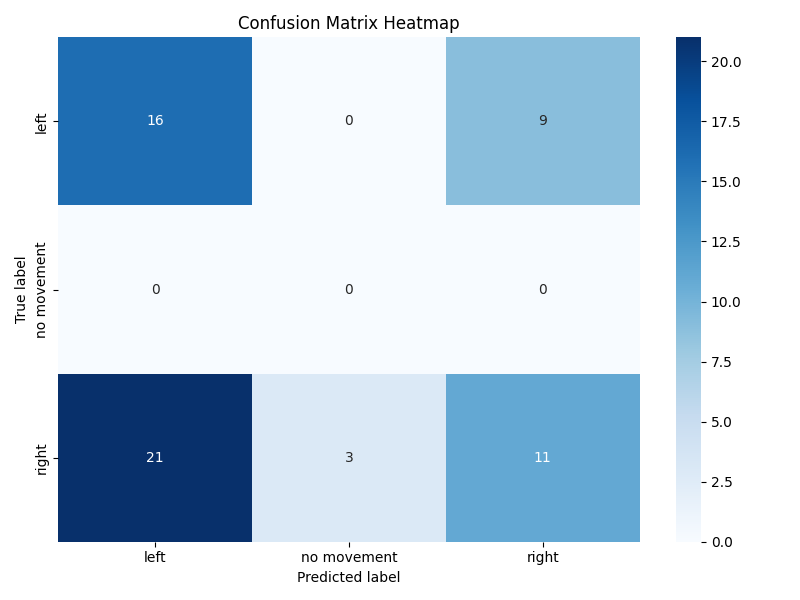 Confusion Matrix Heatmap
True label
left
16
0
9
no movement
0
0
0
right
21
3
11
left
no movement
right
Predicted label
20.0
17.5
15.0
12.5
10.0
7.5
5.0
2.5
0.0